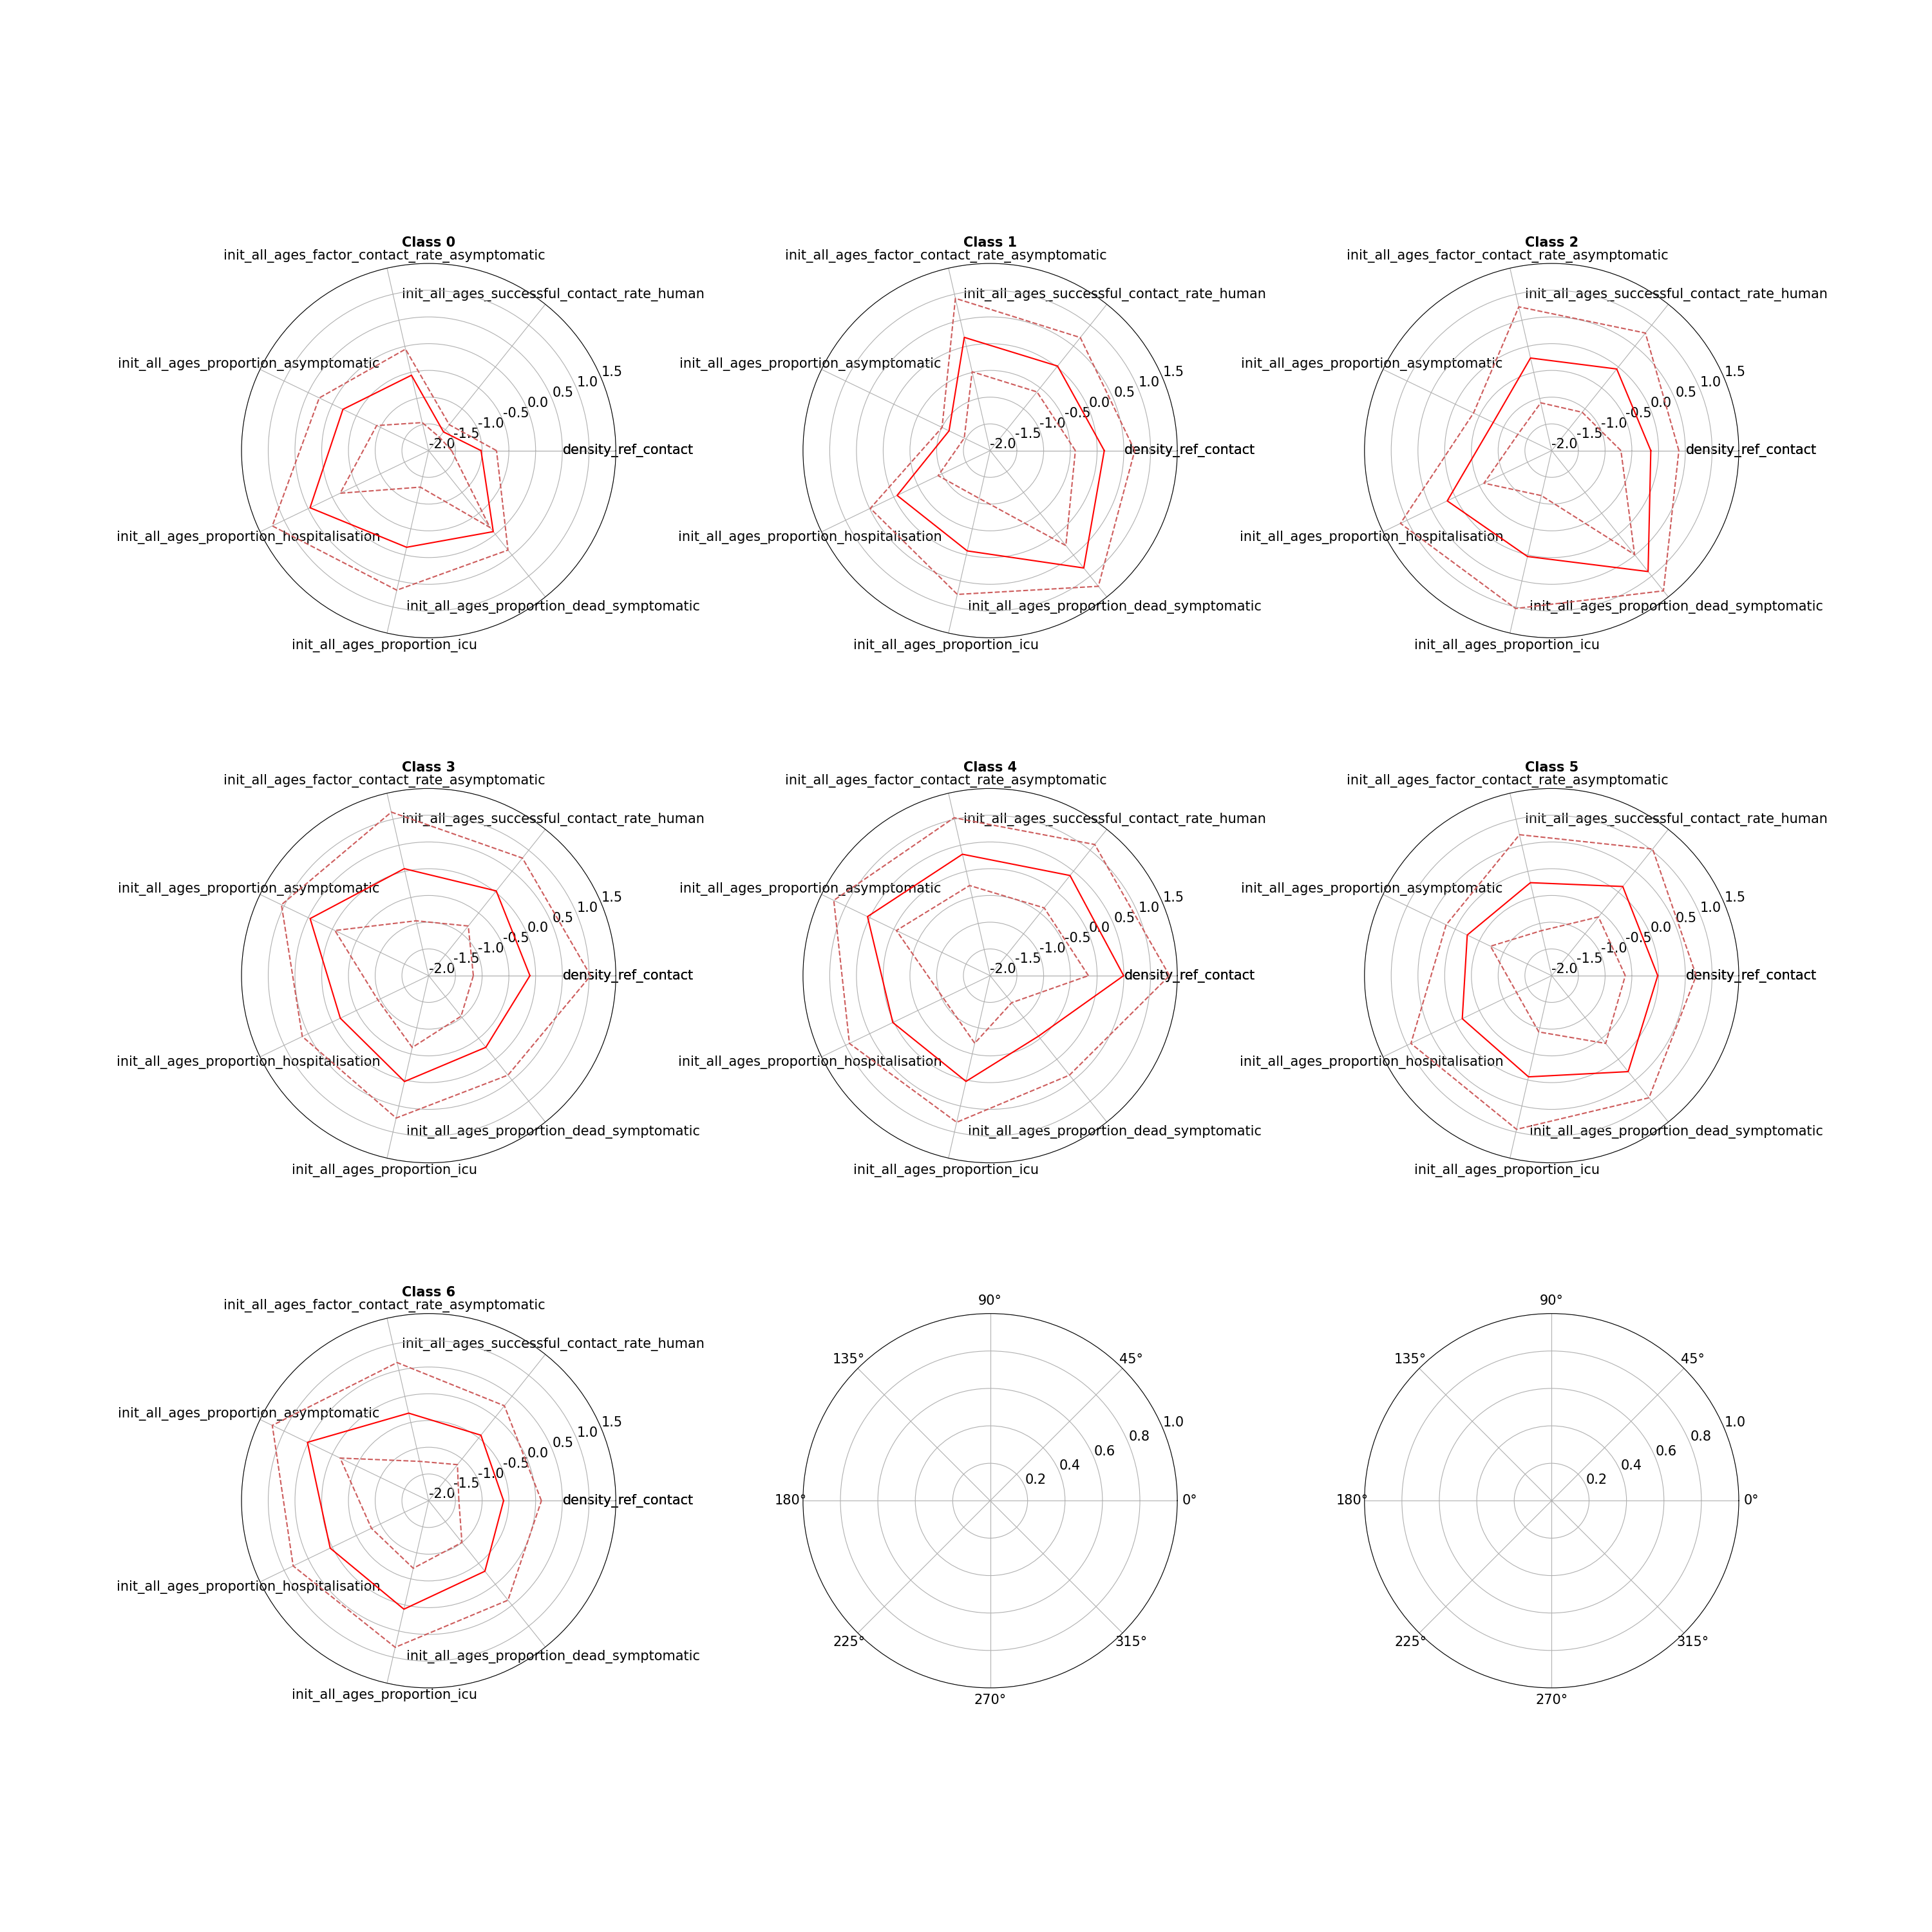 Class 0
init_all_ages_factor_contact_rate_asymptomatic
init_all_ages_successful_contact_rate_human
init_all_ages_proportion_asymptomatic
1.5
1.0
0.5
0.0
-0.5
-1.0
-1.5
-2.0
density_ref_contact
init_all_ages_proportion_hospitalisation
init_all_ages_proportion_dead_symptomatic
init_all_ages_proportion_icu
Class 1
init_all_ages_factor_contact_rate_asymptomatic
init_all_ages_successful_contact_rate_human
init_all_ages_proportion_asymptomatic
1.5
1.0
0.5
0.0
-0.5
-1.0
-1.5
-2.0
density_ref_contact
init_all_ages_proportion_hospitalisation
init_all_ages_proportion_dead_symptomatic
init_all_ages_proportion_icu
Class 2
init_all_ages_factor_contact_rate_asymptomatic
init_all_ages_successful_contact_rate_human
init_all_ages_proportion_asymptomatic
1.5
1.0
0.5
0.0
-0.5
-1.0
-1.5
-2.0
density_ref_contact
init_all_ages_proportion_hospitalisation
init_all_ages_proportion_dead_symptomatic
init_all_ages_proportion_icu
Class 3
init_all_ages_factor_contact_rate_asymptomatic
init_all_ages_successful_contact_rate_human
init_all_ages_proportion_asymptomatic
1.5
1.0
0.5
0.0
-0.5
-1.0
-1.5
-2.0
density_ref_contact
init_all_ages_proportion_hospitalisation
init_all_ages_proportion_dead_symptomatic
init_all_ages_proportion_icu
Class 4
init_all_ages_factor_contact_rate_asymptomatic
init_all_ages_successful_contact_rate_human
init_all_ages_proportion_asymptomatic
1.5
1.0
0.5
0.0
-0.5
-1.0
-1.5
-2.0
density_ref_contact
init_all_ages_proportion_hospitalisation
init_all_ages_proportion_dead_symptomatic
init_all_ages_proportion_icu
Class 5
init_all_ages_factor_contact_rate_asymptomatic
init_all_ages_successful_contact_rate_human
init_all_ages_proportion_asymptomatic
1.5
1.0
0.5
0.0
-0.5
-1.0
-1.5
-2.0
density_ref_contact
init_all_ages_proportion_hospitalisation
init_all_ages_proportion_dead_symptomatic
init_all_ages_proportion_icu
Class 6
init_all_ages_factor_contact_rate_asymptomatic
init_all_ages_successful_contact_rate_human
init_all_ages_proportion_asymptomatic
1.5
1.0
0.5
0.0
-0.5
-1.0
-1.5
-2.0
density_ref_contact
init_all_ages_proportion_hospitalisation
init_all_ages_proportion_dead_symptomatic
init_all_ages_proportion_icu
90°
135°
45°
1.0
0.8
0.6
0.4
0.2
180°
0°
225°
315°
270°
90°
135°
45°
1.0
0.8
0.6
0.4
0.2
180°
0°
225°
315°
270°